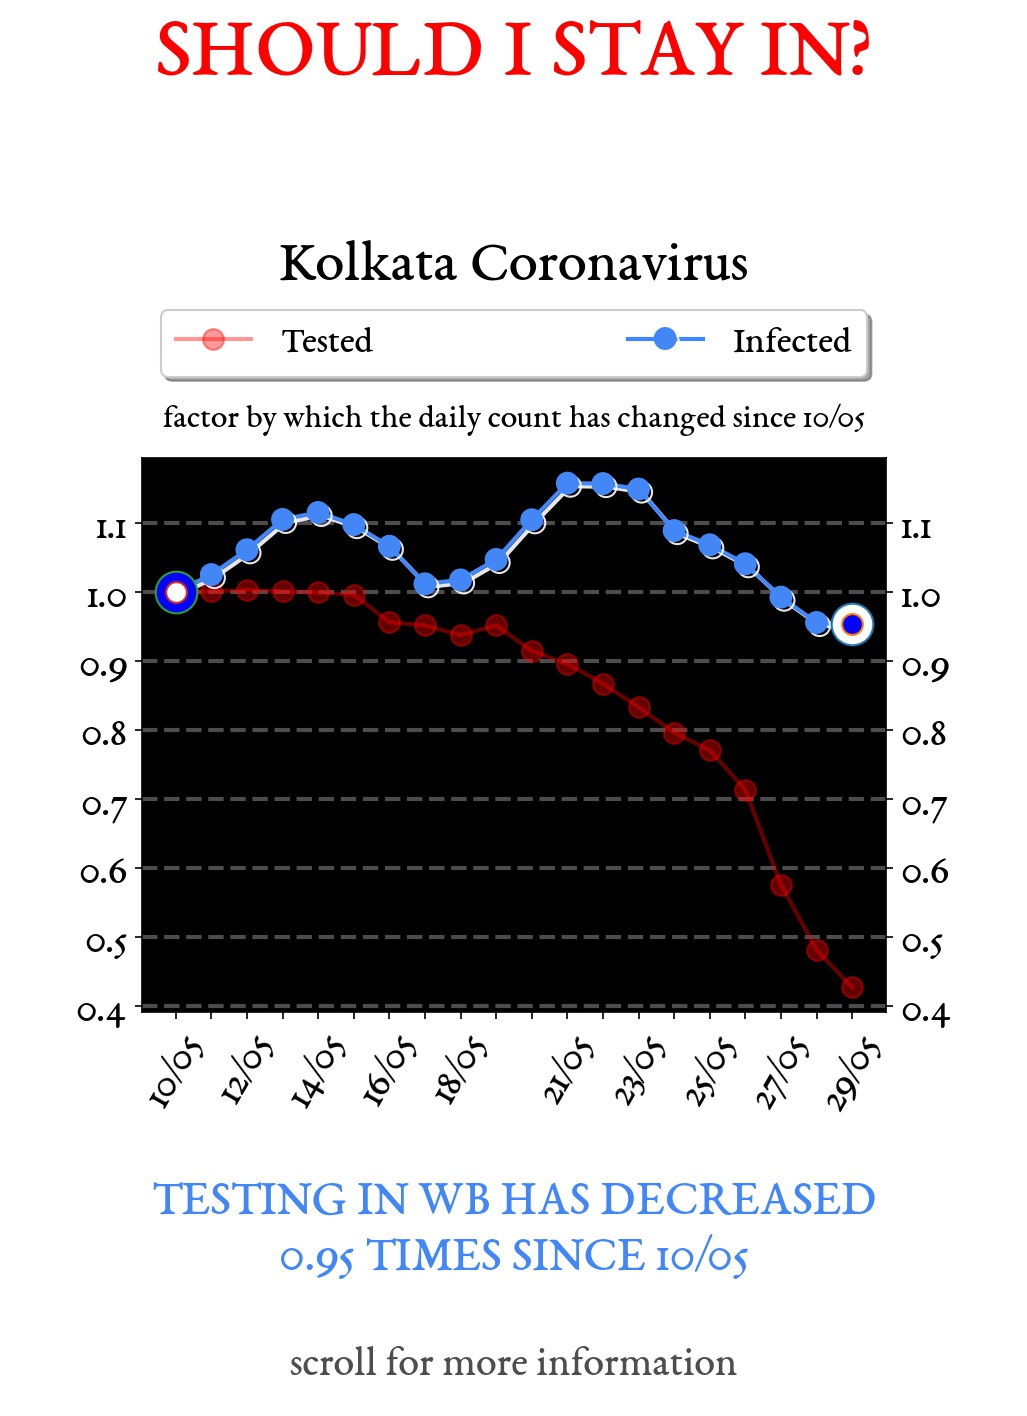 SHOULD I STAY IN?
Kolkata Coronavirus
Tested Infected
factor by which the daily count has changed since 10/05
1.1 1.1
1.0 1.0
0.9 0.9
0.8 0.8
0.7 0.7
0.6 0.6
0.5 0.5
0.4 0.4
10/05 12/05 14/05 16/05 18/05 21/05 23/05 25/05 27/05 29/05
TESTING IN WB HAS DECREASED
0.95 TIMES SINCE 10/05
scroll for more information